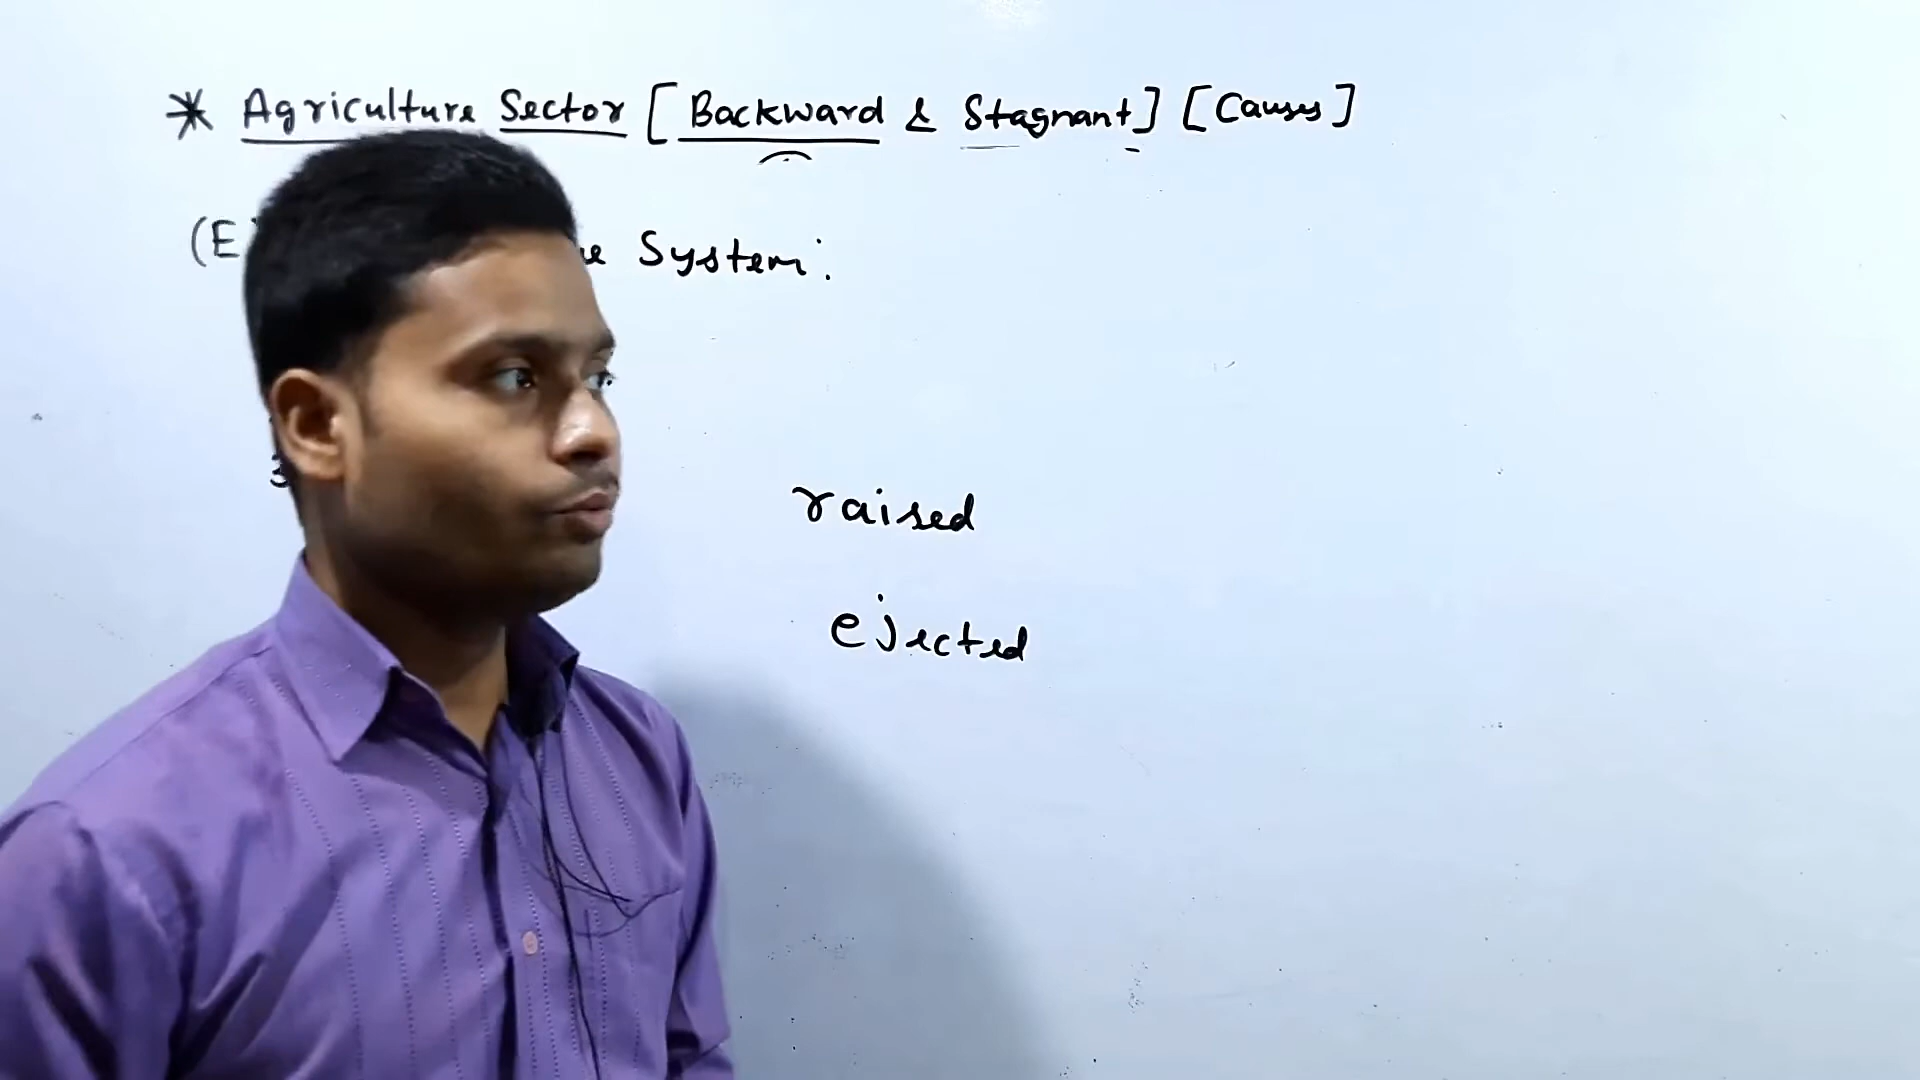 * Agriculture Sector [Backward & Stagnant] [Causes]
(E System:
raised
ejected